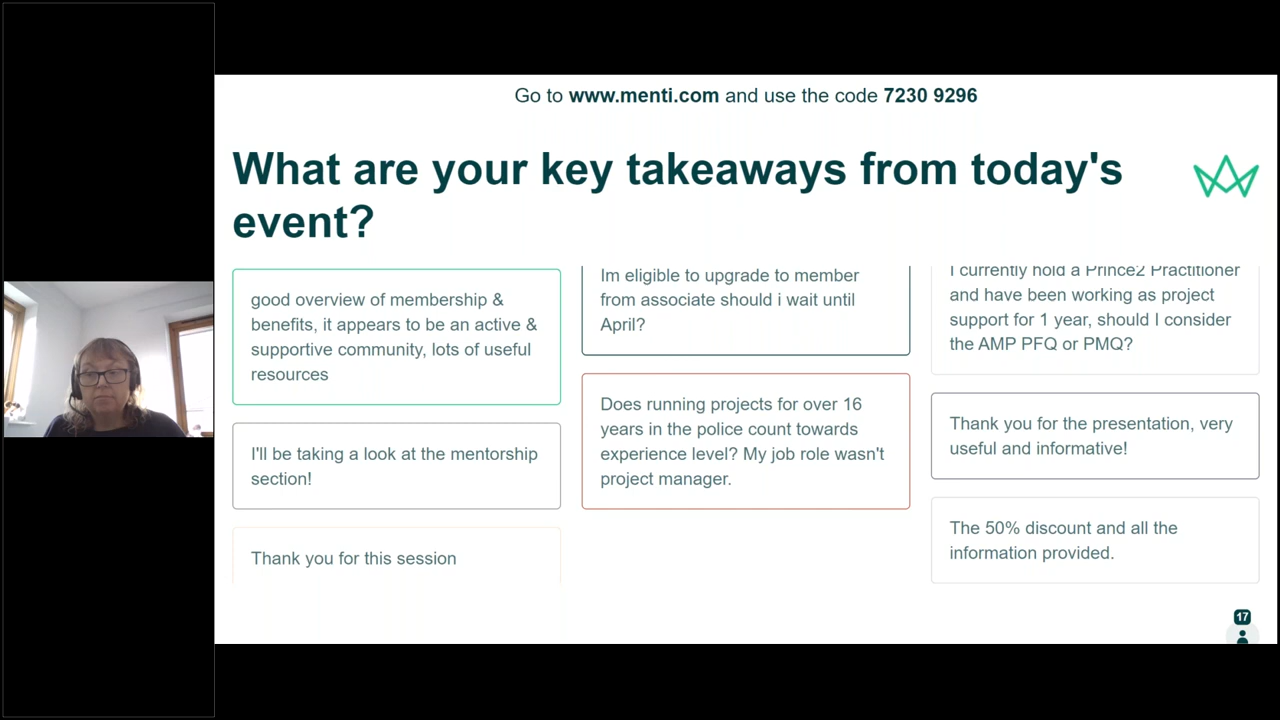 Go to www.menti.com and use the code 7230 9296
What are your key takeaways from today's
event?
good overview of membership &
benefits, it appears to be an active &
supportive community, lots of useful
resources
I'll be taking a look at the mentorship
section!
Thank you for this session
Im eligible to upgrade to member
from associate should i wait until
April?
Does running projects for over 16
years in the police count towards
experience level? My job role wasn't
project manager.
I currently hold a Prince2 Practitioner
and have been working as project
support for 1 year, should I consider
the AMP PFQ or PMQ?
Thank you for the presentation, very
useful and informative!
The 50% discount and all the
information provided.
17